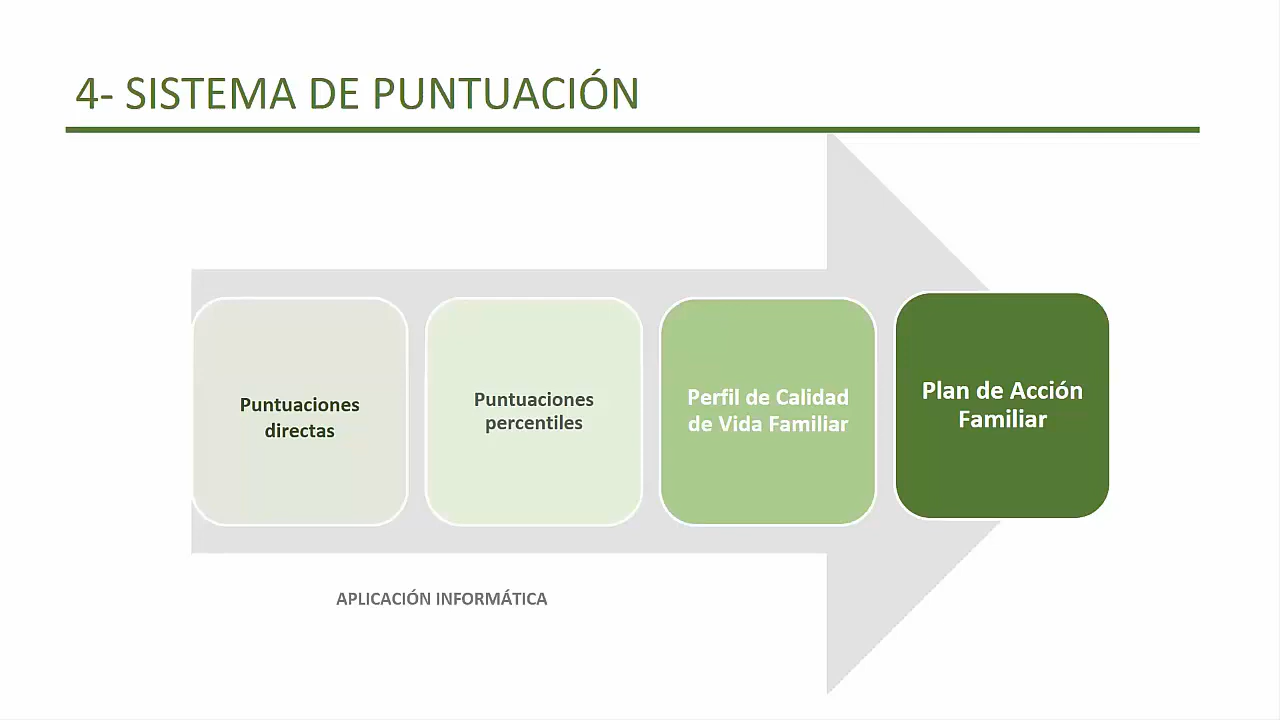 4- SISTEMA DE PUNTUACIÓN
Puntuaciones
directas
Puntuaciones
percentiles
Perfil de Calidad
de Vida Familiar
Plan de Acción
Familiar
APLICACIÓN INFORMÁTICA